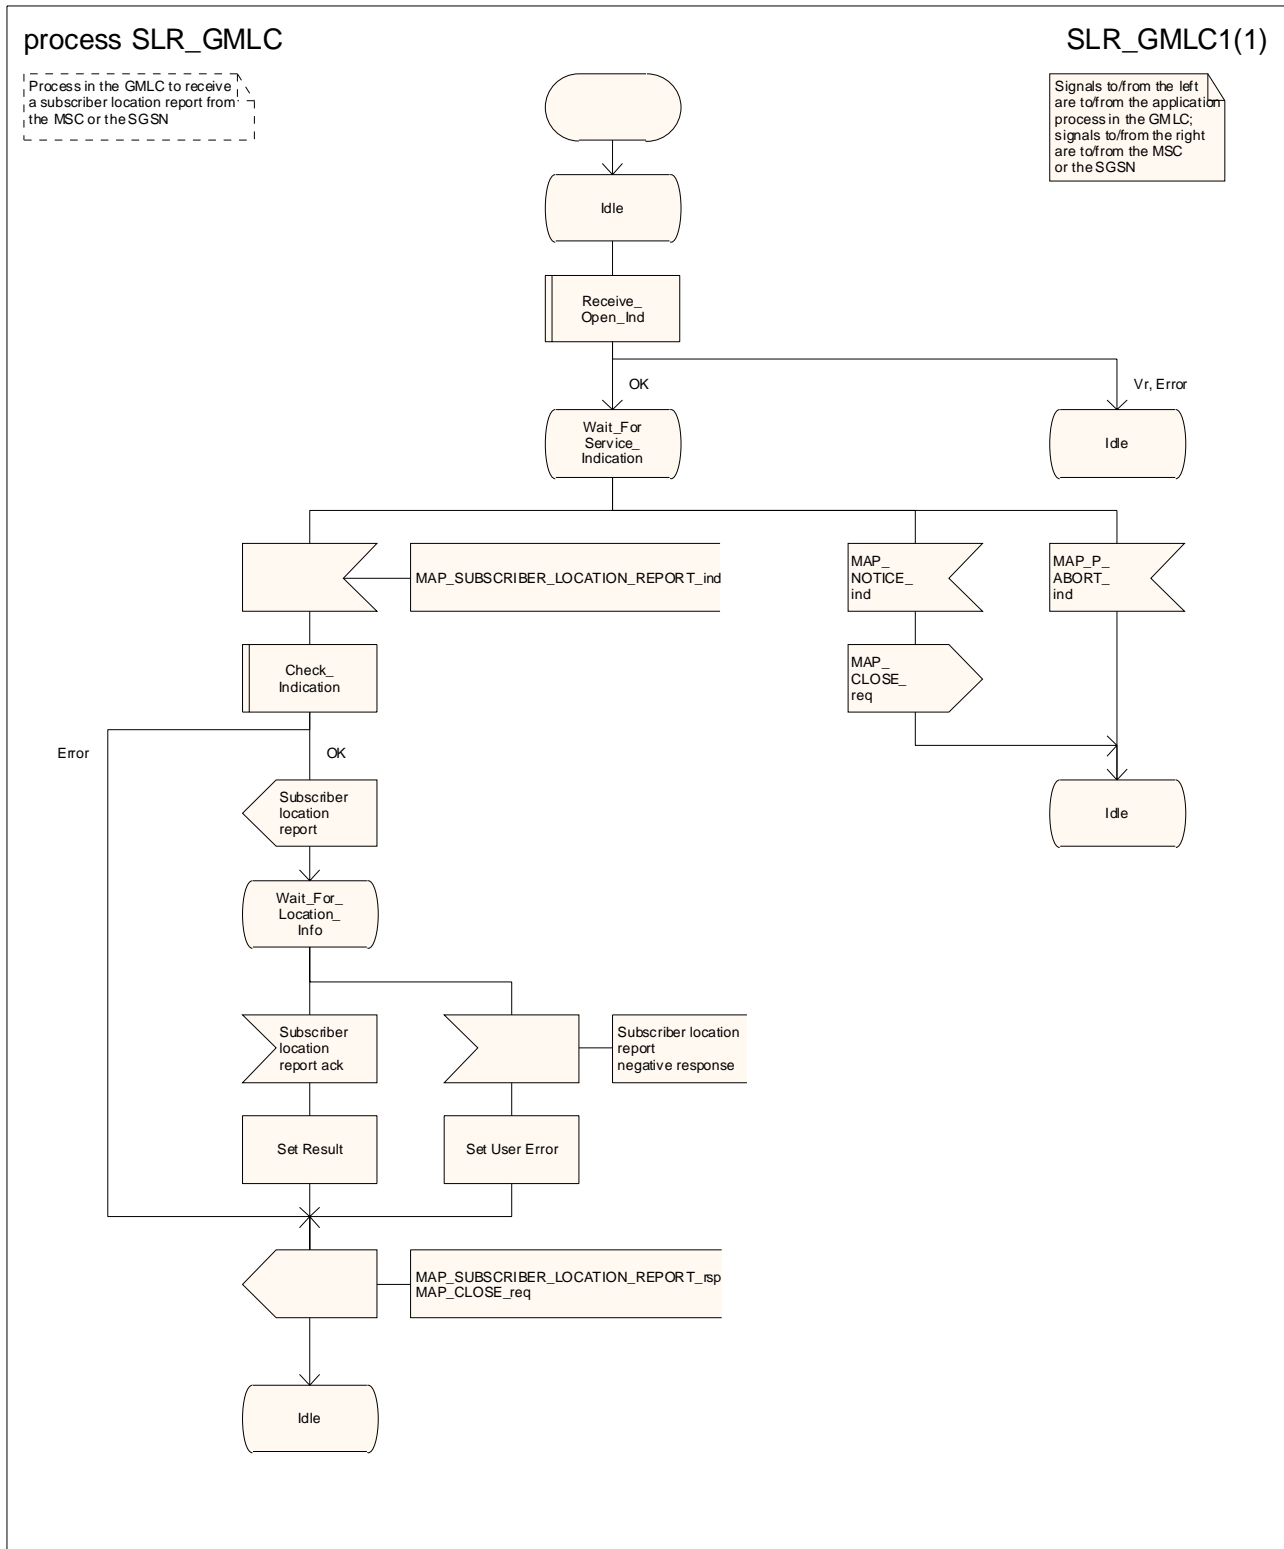 process SLR_GMLC
SLR_GMLC1(1)
Process in the GMLC to receive
a subscriber location report from
the MSC or the SGSN
Signals to/from the left
are to/from the application
process in the GMLC;
signals to/from the right
are to/from the MSC
or the SGSN
Idle
Receive_
Open_Ind
OK
Vr, Error
Wait_For
Service_
Indication
Idle
MAP_SUBSCRIBER_LOCATION_REPORT_ind
MAP_
NOTICE_
ind
MAP_P_
ABORT_
ind
Check_
Indication
MAP_
CLOSE_
req
Error
OK
Subscriber
location
report
Idle
Wait_For_
Location_
Info
Subscriber
location
report ack
Subscriber location
report
negative response
Set Result
Set User Error
MAP_SUBSCRIBER_LOCATION_REPORT_rsp
MAP_CLOSE_req
Idle